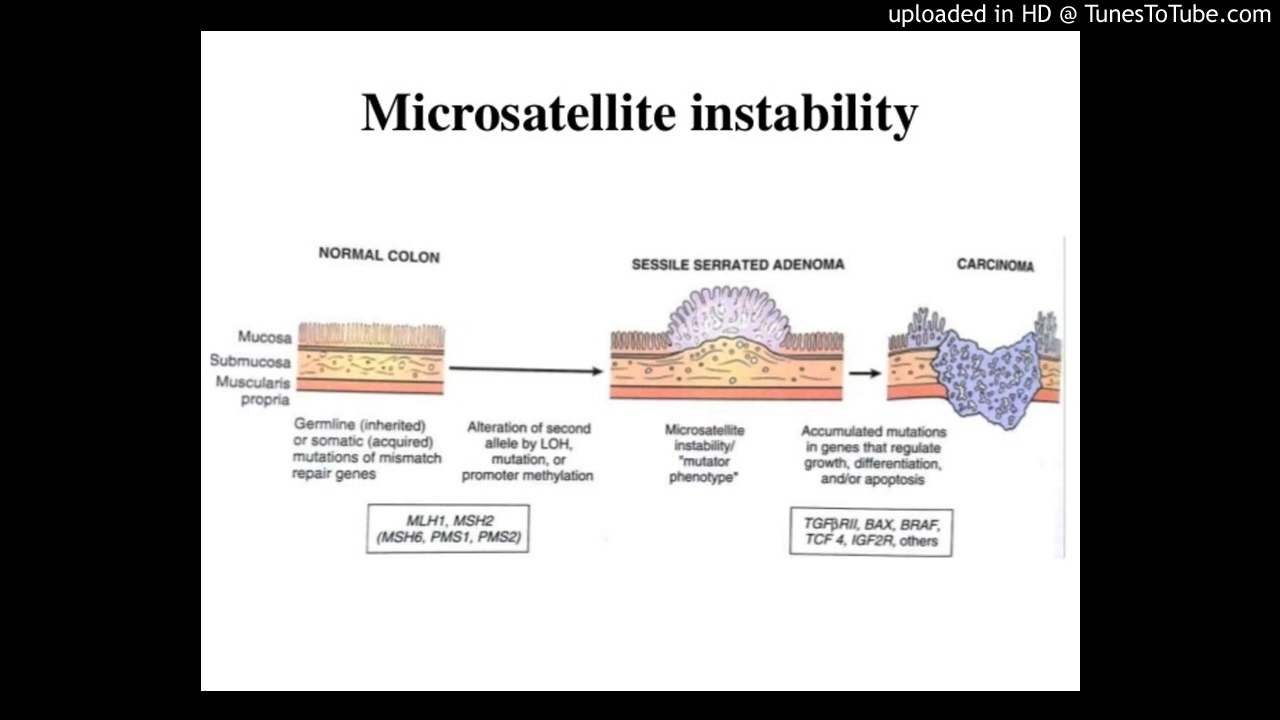 uploaded in HD @ TunesToTube.com
Microsatellite instability
NORMAL COLON
SESSILE SERRATED ADENOMA
CARCINOMA
Mucosa
Submucosa
Muscularis
propria
Germline (inherited)
or somatic (acquired)
mutations of mismatch
repair genes
Alteration of second
allele by LOH,
mutation, or
promoter methylation
Microsatellite
instability/
"mutator
phenotype"
Accumulated mutations
in genes that regulate
growth, differentiation,
and/or apoptosis
MLH1, MSH2
(MSH6, PMS1, PMS2)
TGFβRII, BAX, BRAF,
TCF 4, IGF2R, others